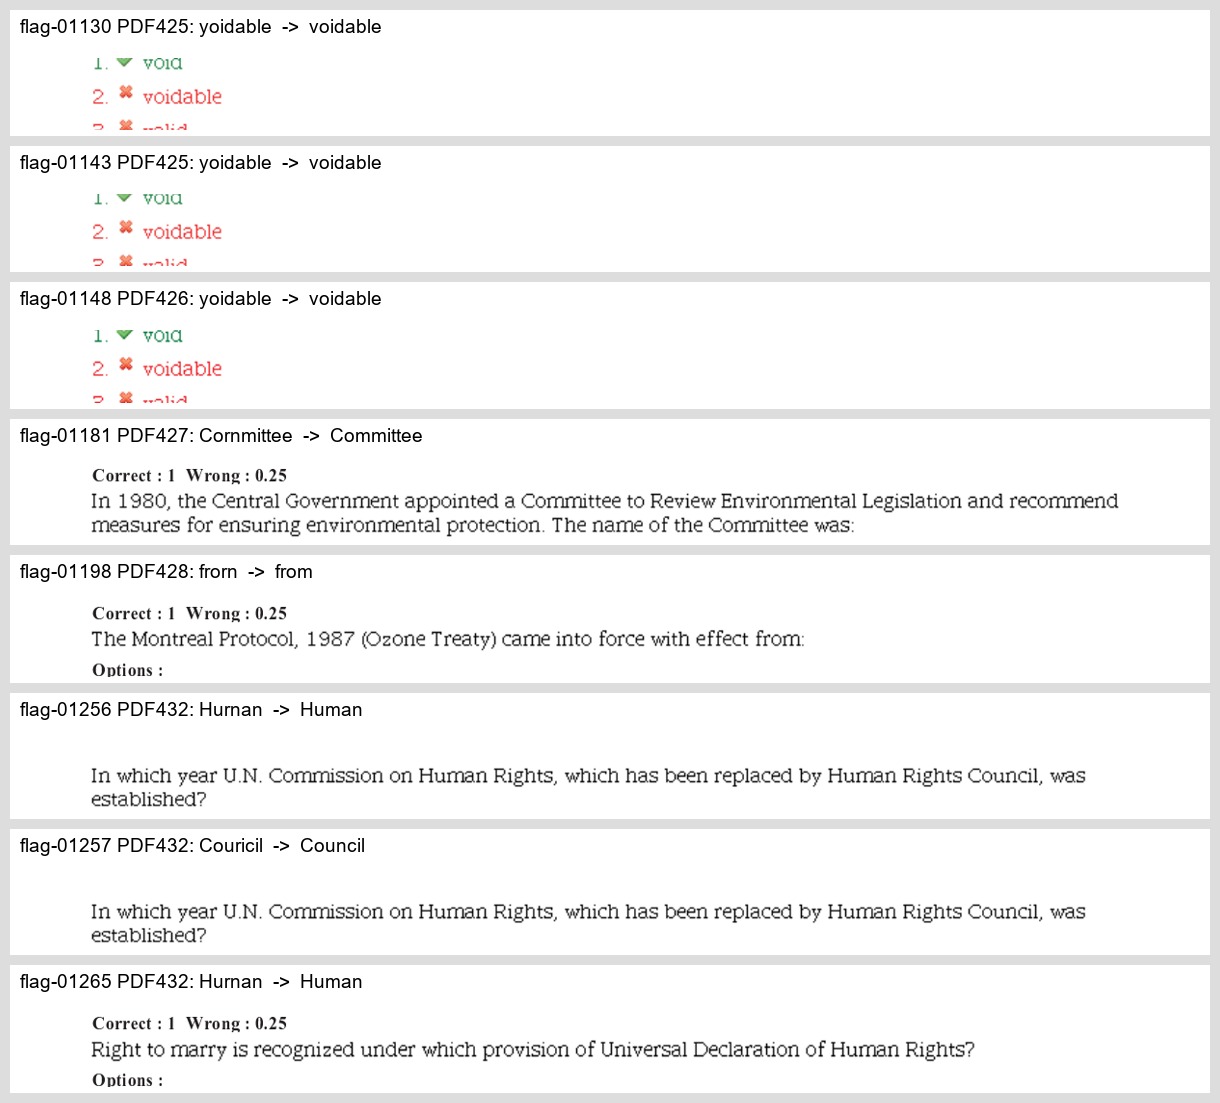 flag-01130 PDF425: yoidable -> voidable
1. void
2. voidable
3. valid
flag-01143 PDF425: yoidable -> voidable
1. void
2. voidable
3. valid
flag-01148 PDF426: yoidable -> voidable
1. void
2. voidable
3. valid
flag-01181 PDF427: Cornmittee -> Committee
Correct : 1 Wrong : 0.25
In 1980, the Central Government appointed a Committee to Review Environmental Legislation and recommend
measures for ensuring environmental protection. The name of the Committee was:
flag-01198 PDF428: frorn -> from
Correct : 1 Wrong : 0.25
The Montreal Protocol, 1987 (Ozone Treaty) came into force with effect from:
Options :
flag-01256 PDF432: Hurnan -> Human
In which year U.N. Commission on Human Rights, which has been replaced by Human Rights Council, was
established?
flag-01257 PDF432: Couricil -> Council
In which year U.N. Commission on Human Rights, which has been replaced by Human Rights Council, was
established?
flag-01265 PDF432: Hurnan -> Human
Correct : 1 Wrong : 0.25
Right to marry is recognized under which provision of Universal Declaration of Human Rights?
Options :